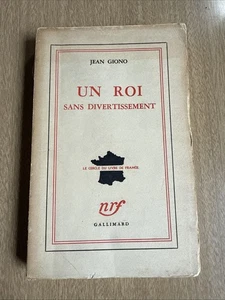 JEAN GIONO
UN ROI
SANS DIVERTISSEMENT
LE CERCLE DU LIVRE DE FRANCE
nrf
GALLIMARD